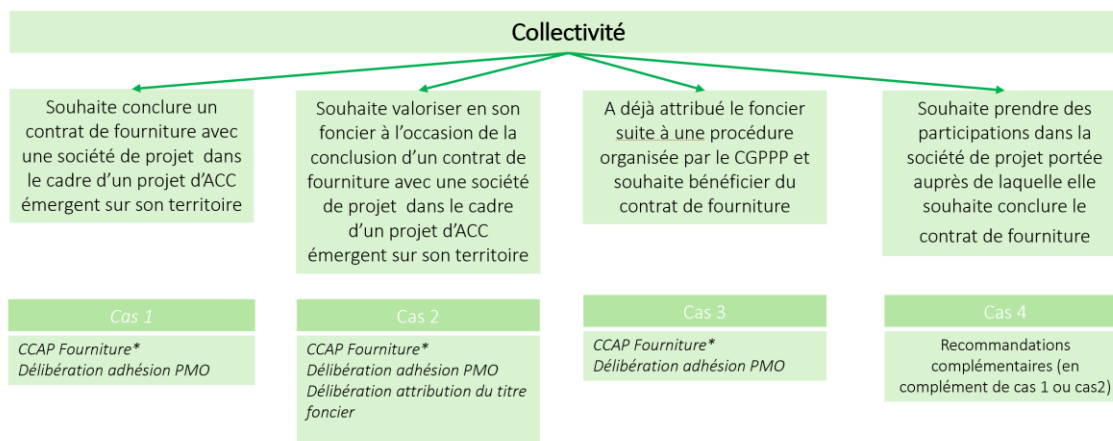 Collectivité
Souhaite conclure un
contrat de fourniture avec
une société de projet dans
le cadre d'un projet d'ACC
émergent sur son territoire
Souhaite valoriser en son
foncier à l'occasion de la
conclusion d'un contrat de
fourniture avec une société
de projet dans le cadre
d'un projet d'ACC
émergent sur son territoire
A déjà attribué le foncier
suite à une procédure
organisée par le CGPPP et
souhaite bénéficier du
contrat de fourniture
Souhaite prendre des
participations dans la
société de projet portée
auprès de laquelle elle
souhaite conclure le
contrat de fourniture
Cas 1
CCAP Fourniture*
Délibération adhésion PMO
Cas 2
CCAP Fourniture*
Délibération adhésion PMO
Délibération attribution du titre
foncier
Cas 3
CCAP Fourniture*
Délibération adhésion PMO
Cas 4
Recommandations
complémentaires (en
complément de cas 1 ou cas2)